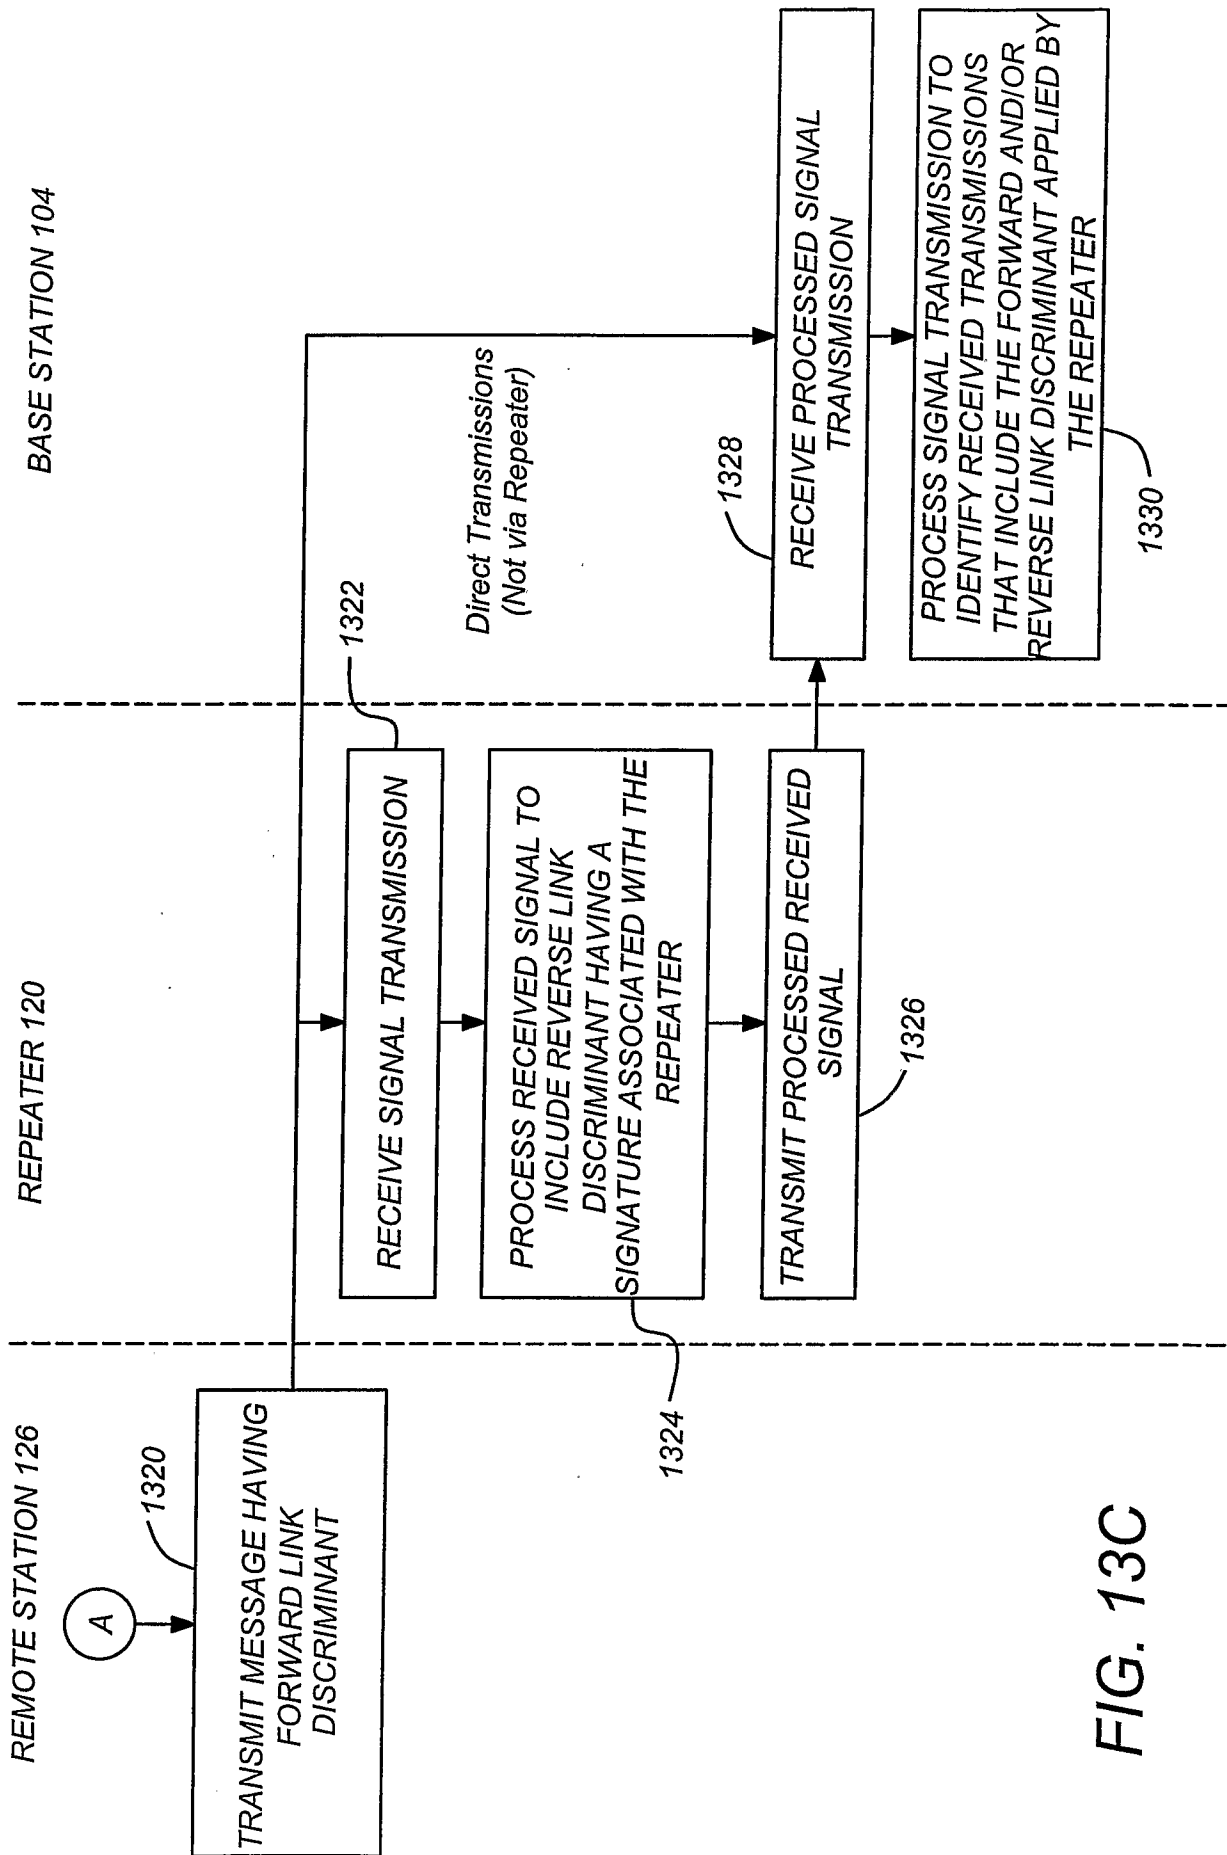 REMOTE STATION 126
REPEATER 120
BASE STATION 104
A
1320
TRANSMIT MESSAGE HAVING
FORWARD LINK
DISCRIMINANT
1322
RECEIVE SIGNAL TRANSMISSION
PROCESS RECEIVED SIGNAL TO
INCLUDE REVERSE LINK
DISCRIMINANT HAVING A
SIGNATURE ASSOCIATED WITH THE
REPEATER
1324
TRANSMIT PROCESSED RECEIVED
SIGNAL
1326
Direct Transmissions
(Not via Repeater)
1328
RECEIVE PROCESSED SIGNAL
TRANSMISSION
PROCESS SIGNAL TRANSMISSION TO
IDENTIFY RECEIVED TRANSMISSIONS
THAT INCLUDE THE FORWARD AND/OR
REVERSE LINK DISCRIMINANT APPLIED BY
THE REPEATER
1330
FIG. 13C